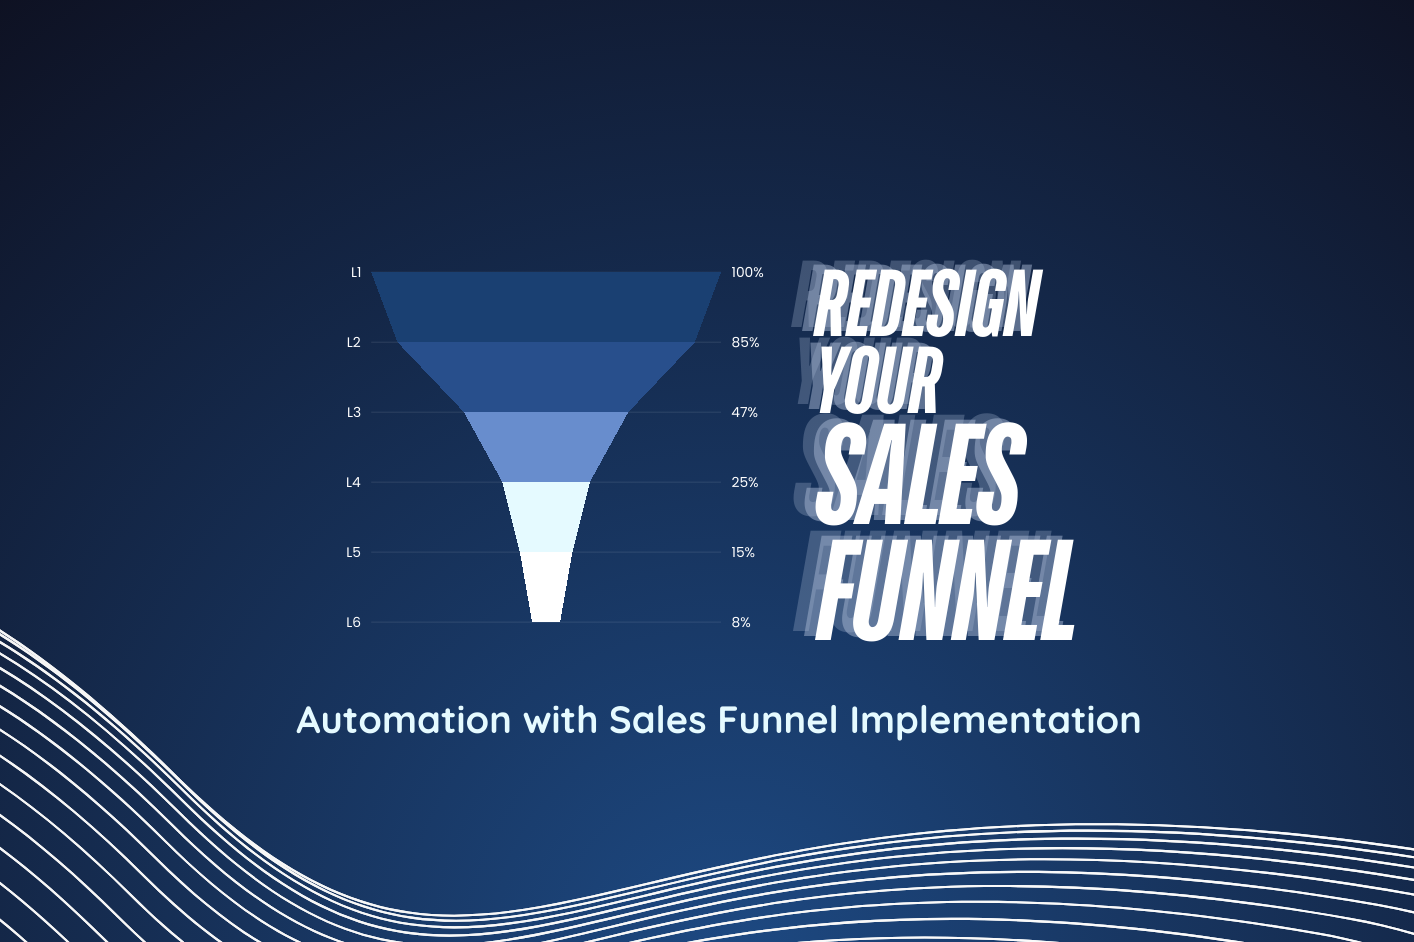 L1 100%
L2 85%
L3 47%
L4 25%
L5 15%
L6 8%
REDESIGN
YOUR
SALES
FUNNEL
Automation with Sales Funnel Implementation